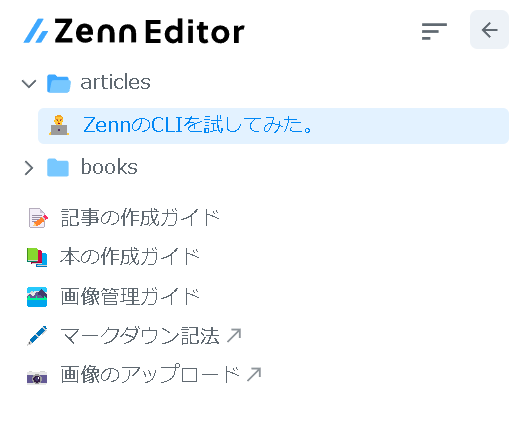 Zenn Editor
articles
ZennのCLIを試してみた。
books
記事の作成ガイド
本の作成ガイド
画像管理ガイド
マークダウン記法
画像のアップロード